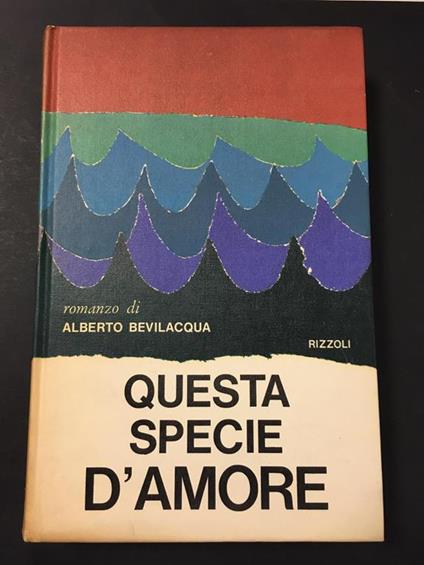 romanzo di
ALBERTO BEVILACQUA
RIZZOLI
QUESTA
SPECIE
D'AMORE